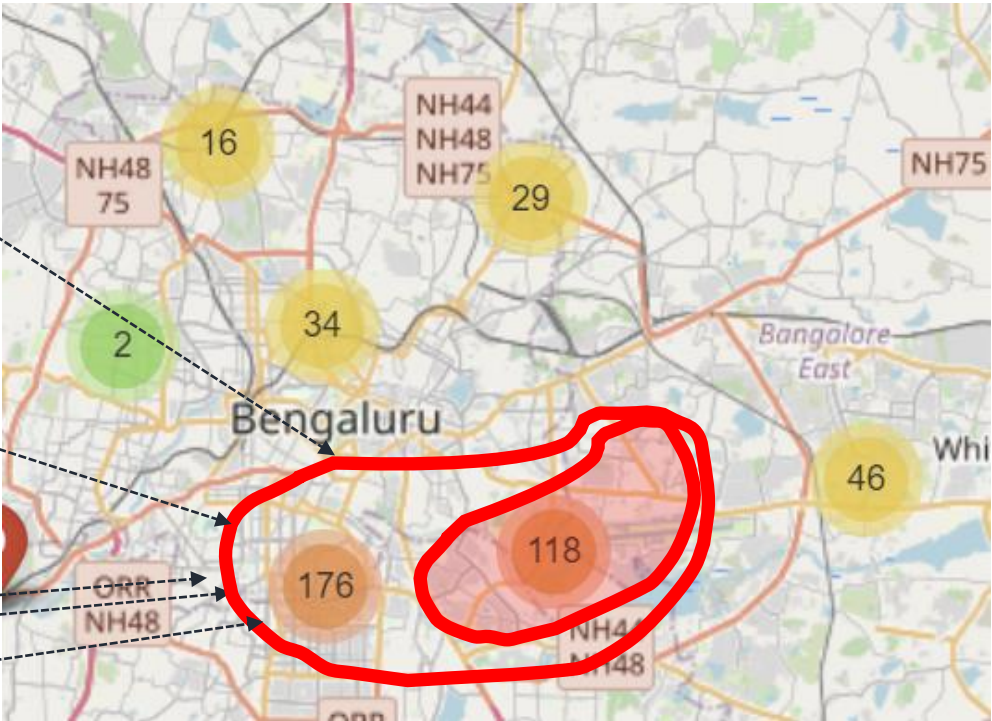 NH44
NH48
NH75
16
NH48
75
NH75
29
34
2
Bangalore
East
Bengaluru
Whi
46
118
176
ORR
NH48
NH44
NH48
ORR